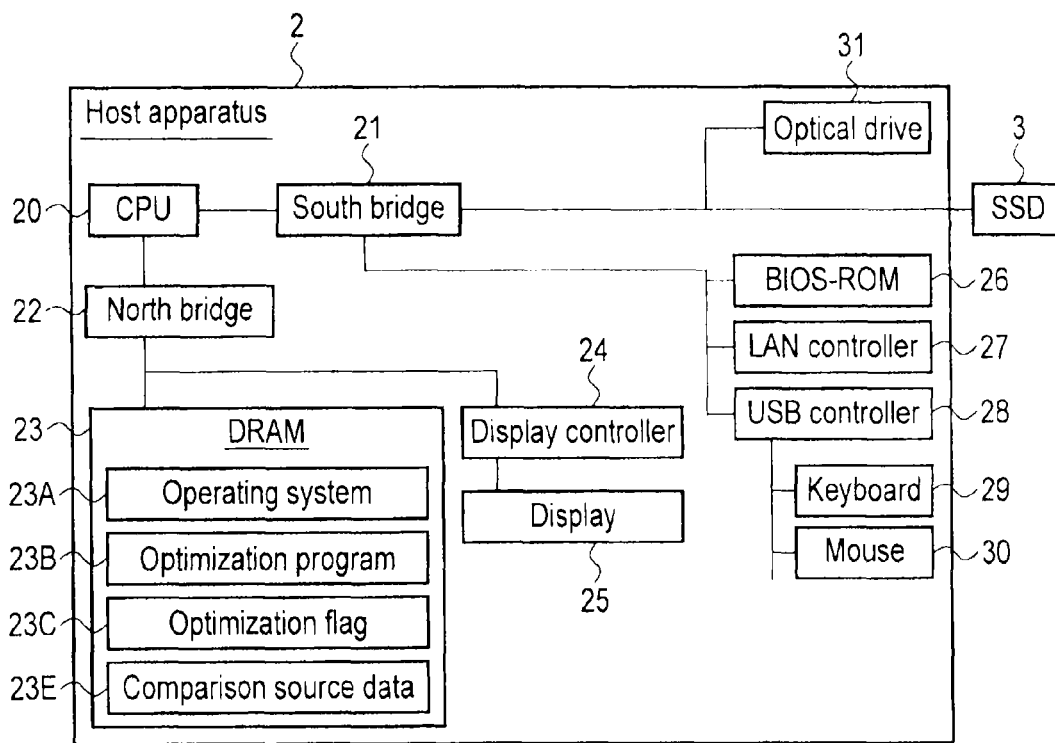 2
31
Host apparatus
Optical drive
21
3
20
CPU
South bridge
SSD
22
North bridge
BIOS-ROM
26
24
LAN controller
27
23
DRAM
Display controller
USB controller
28
23A
Operating system
Display
Keyboard
29
23B
Optimization program
25
Mouse
30
23C
Optimization flag
23E
Comparison source data